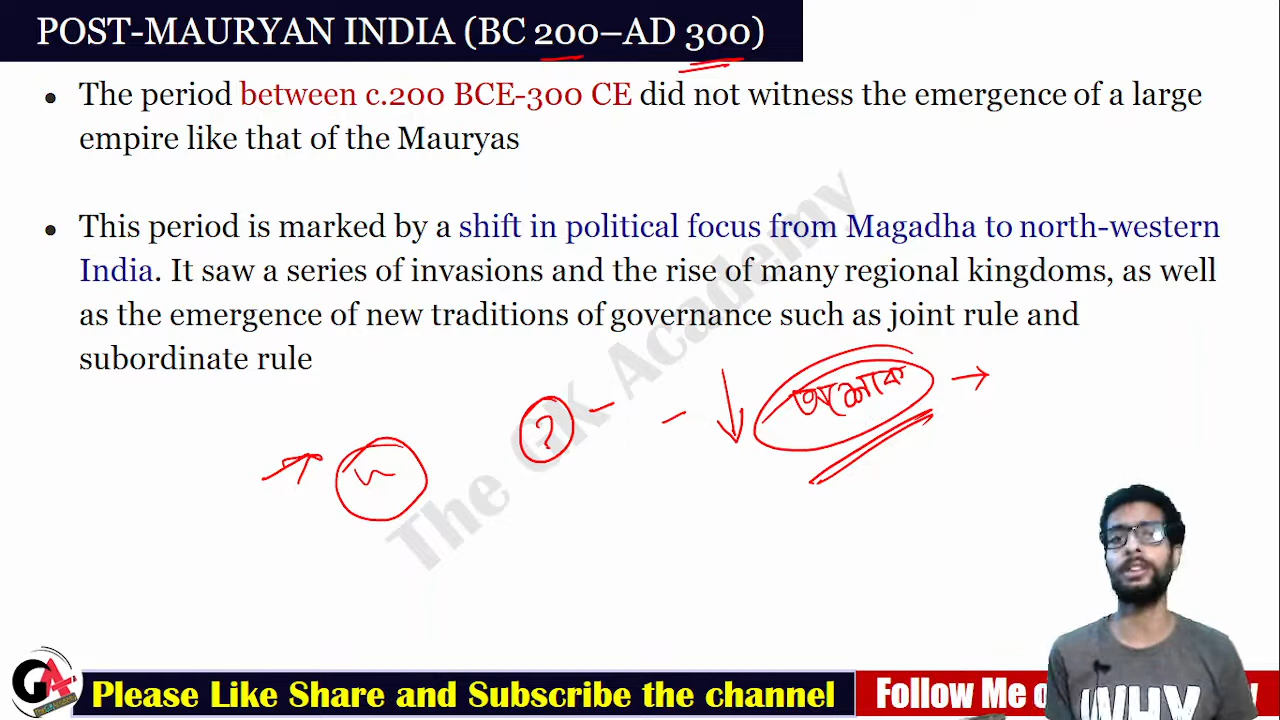 POST-MAURYAN INDIA (BC 200–AD 300)
• The period between c.200 BCE-300 CE did not witness the emergence of a large
empire like that of the Mauryas
• This period is marked by a shift in political focus from Magadha to north-western
India. It saw a series of invasions and the rise of many regional kingdoms, as well
as the emergence of new traditions of governance such as joint rule and
subordinate rule
অশোক
?
The GK Academy
GA
Please Like Share and Subscribe the channel
Follow Me o
WHY